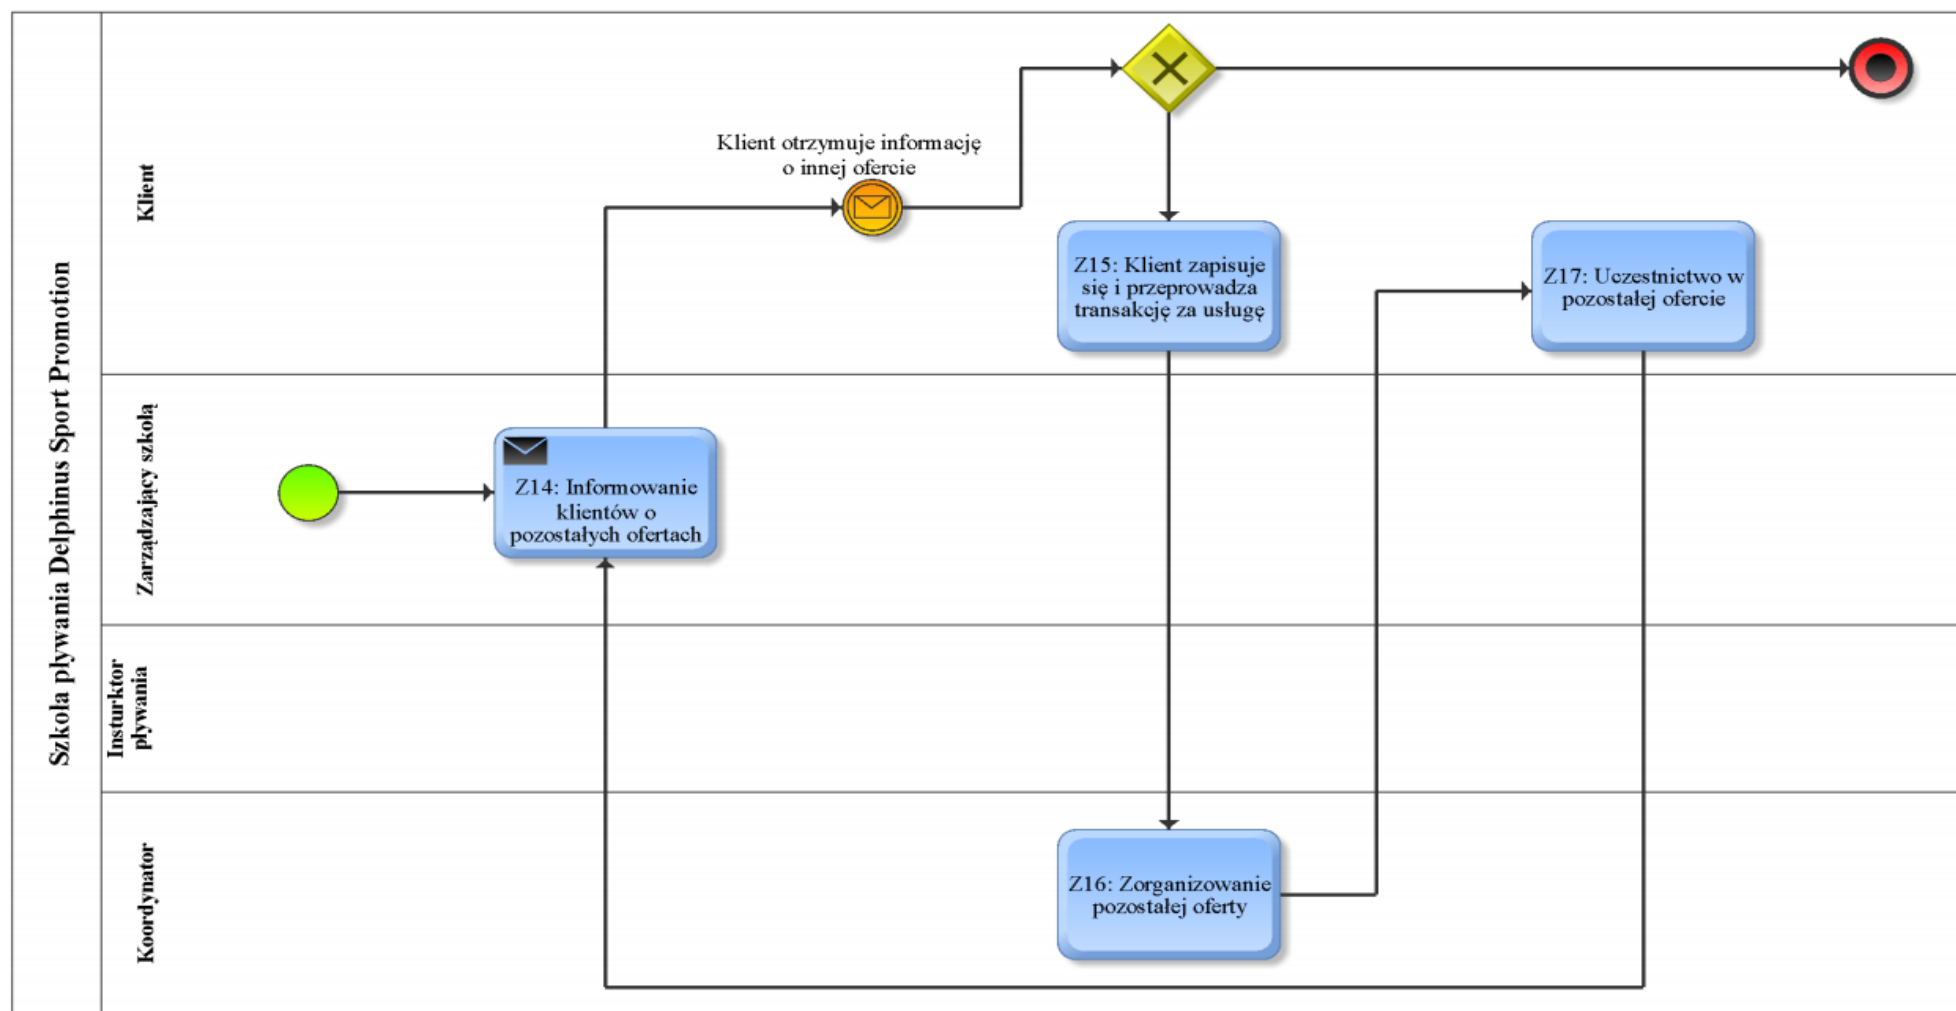 Szkoła pływania Delphinus Sport Promotion
Klient
Klient otrzymuje informację
o innej ofercie
Z15: Klient zapisuje
się i przeprowadza
transakcję za usługę
Z17: Uczestnictwo w
pozostałej ofercie
Zarządzający szkołą
Z14: Informowanie
klientów o
pozostałych ofertach
Insturktor
pływania
Koordynator
Z16: Zorganizowanie
pozostałej oferty